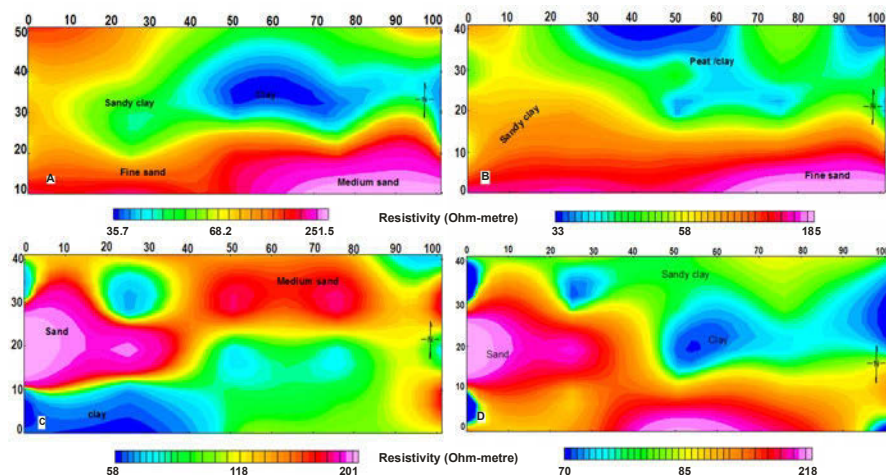 0 10 20 30 40 50 60 70 80 90 100
50
40
30
20
10
Sandy clay
Clay
Fine sand
Medium sand
A
N
0 10 20 30 40 50 60 70 80 90 100
40
30
20
10
0
Peat /clay
Sandy clay
Fine sand
B
N
35.7 68.2 251.5
Resistivity (Ohm-metre)
33 58 185
0 10 20 30 40 50 60 70 80 90 100
40
30
20
10
0
Medium sand
Sand
clay
C
N
0 10 20 30 40 50 60 70 80 90 100
40
30
20
10
0
Sandy clay
Clay
Sand
D
N
58 118 201
Resistivity (Ohm-metre)
70 85 218